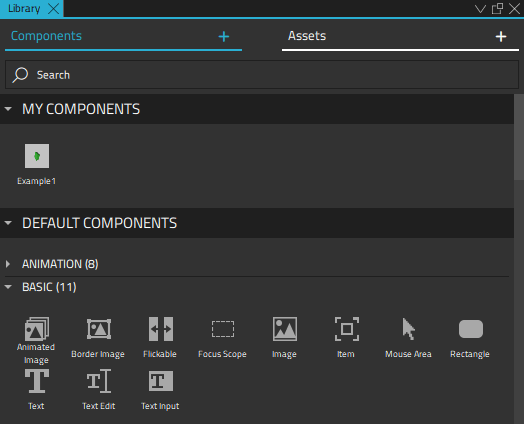 Library
Components + Assets +
Search
MY COMPONENTS
Example1
DEFAULT COMPONENTS
ANIMATION (8)
BASIC (11)
Animated Image Border Image Flickable Focus Scope Image Item Mouse Area Rectangle
Text Text Edit Text Input